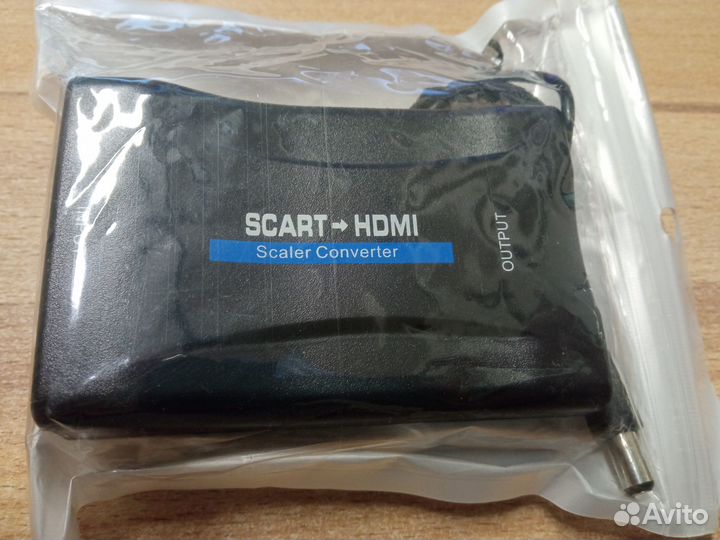 SCART→HDMI
Scaler Converter
OUTPUT
Avito